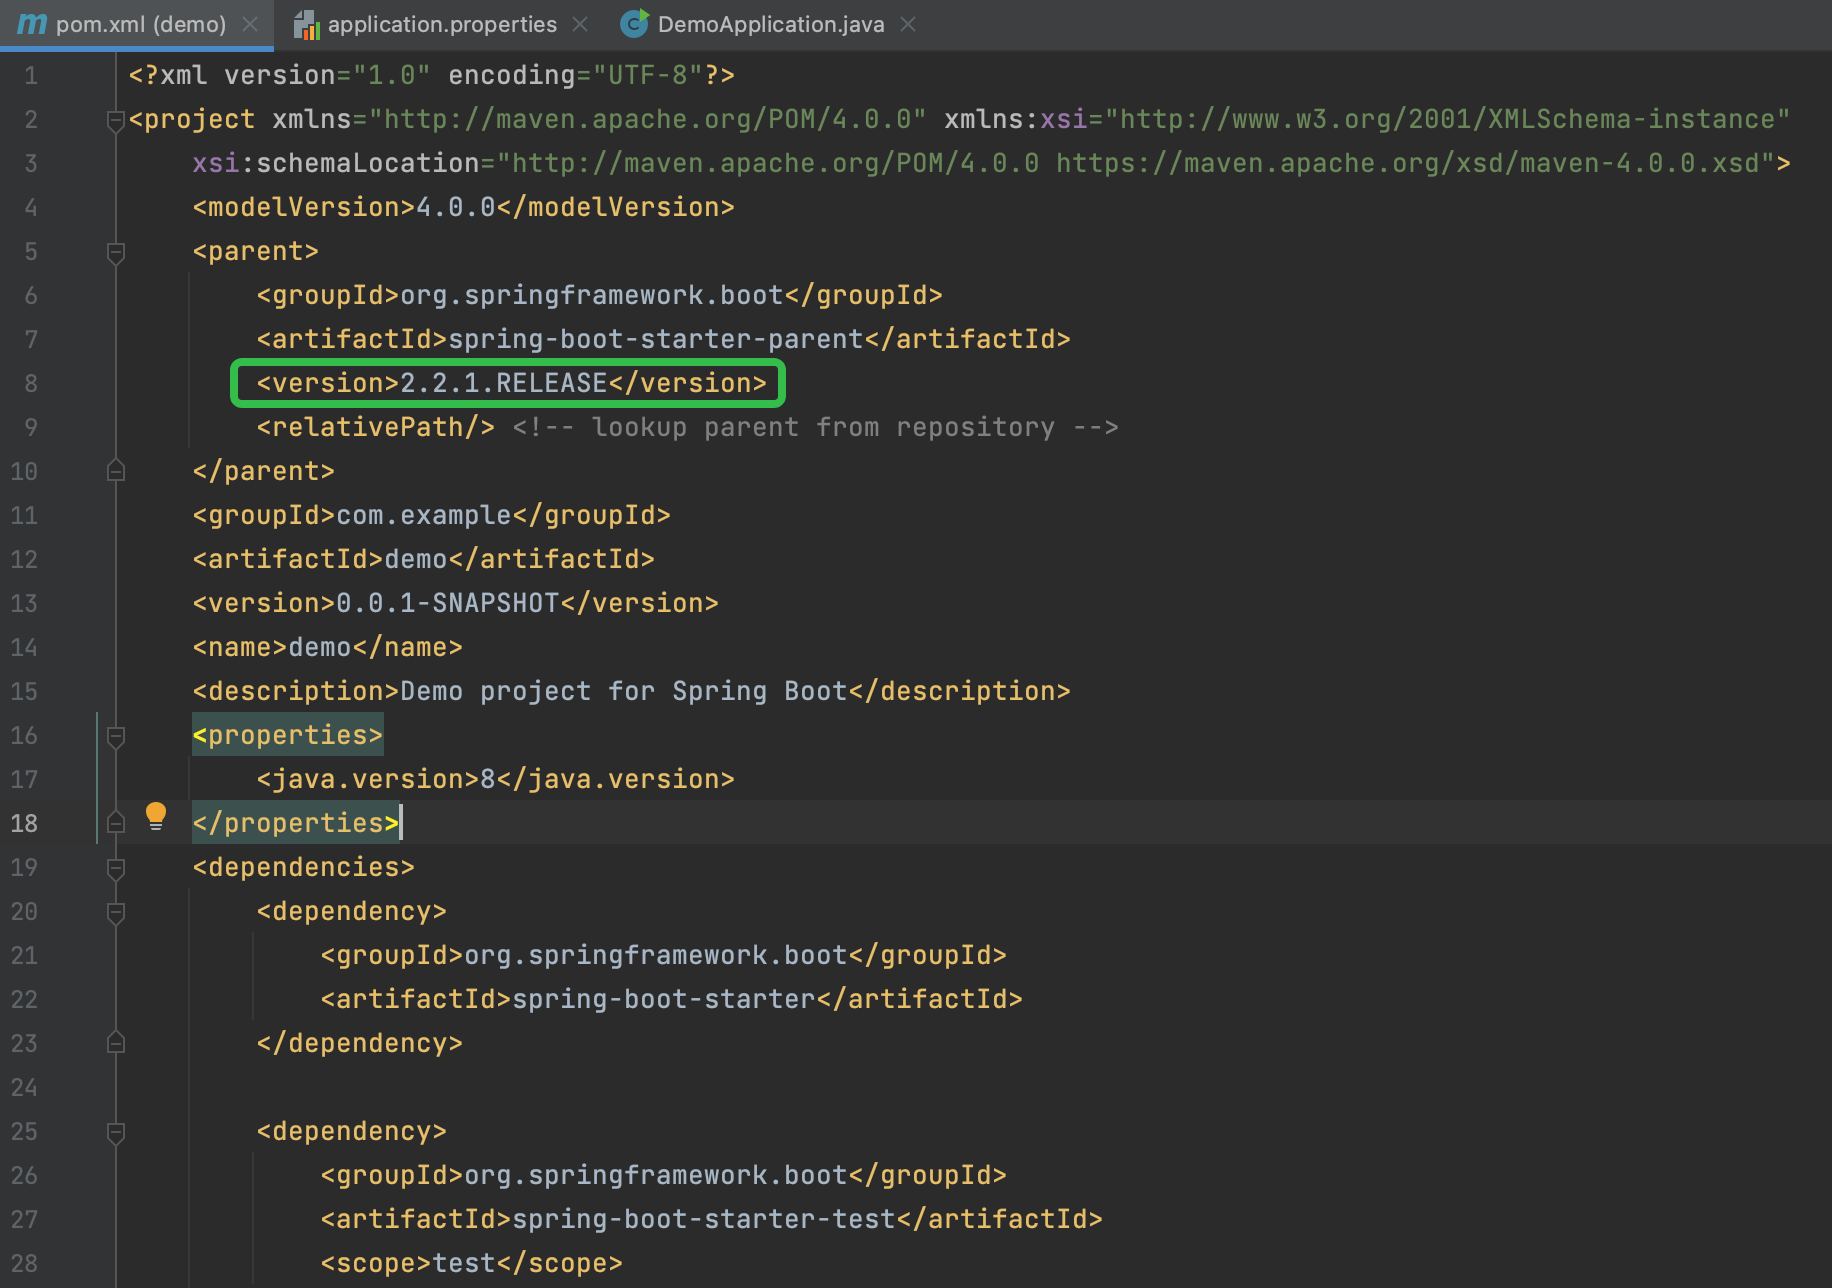 pom.xml (demo) application.properties DemoApplication.java
1 <?xml version="1.0" encoding="UTF-8"?>
2 <project xmlns="http://maven.apache.org/POM/4.0.0" xmlns:xsi="http://www.w3.org/2001/XMLSchema-instance"
3 xsi:schemaLocation="http://maven.apache.org/POM/4.0.0 https://maven.apache.org/xsd/maven-4.0.0.xsd">
4 <modelVersion>4.0.0</modelVersion>
5 <parent>
6 <groupId>org.springframework.boot</groupId>
7 <artifactId>spring-boot-starter-parent</artifactId>
8 <version>2.2.1.RELEASE</version>
9 <relativePath/> <!-- lookup parent from repository -->
10 </parent>
11 <groupId>com.example</groupId>
12 <artifactId>demo</artifactId>
13 <version>0.0.1-SNAPSHOT</version>
14 <name>demo</name>
15 <description>Demo project for Spring Boot</description>
16 <properties>
17 <java.version>8</java.version>
18 </properties>
19 <dependencies>
20 <dependency>
21 <groupId>org.springframework.boot</groupId>
22 <artifactId>spring-boot-starter</artifactId>
23 </dependency>
24
25 <dependency>
26 <groupId>org.springframework.boot</groupId>
27 <artifactId>spring-boot-starter-test</artifactId>
28 <scope>test</scope>